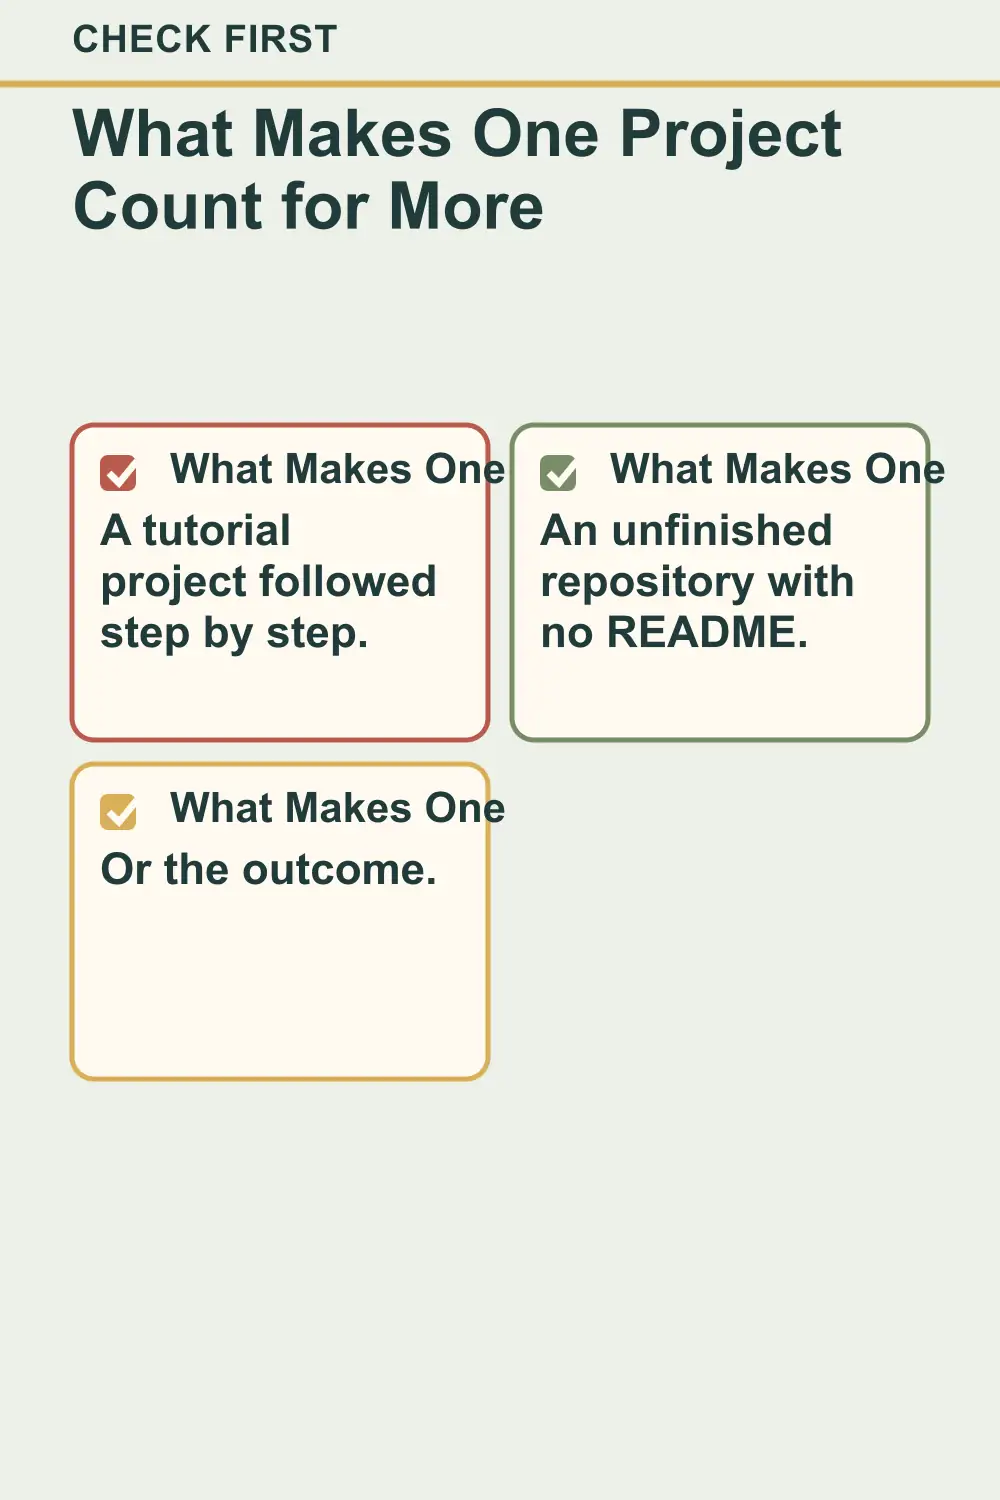 CHECK FIRST
What Makes One Project
Count for More
What Makes One
A tutorial
project followed
step by step.
What Makes One
An unfinished
repository with
no README.
What Makes One
Or the outcome.